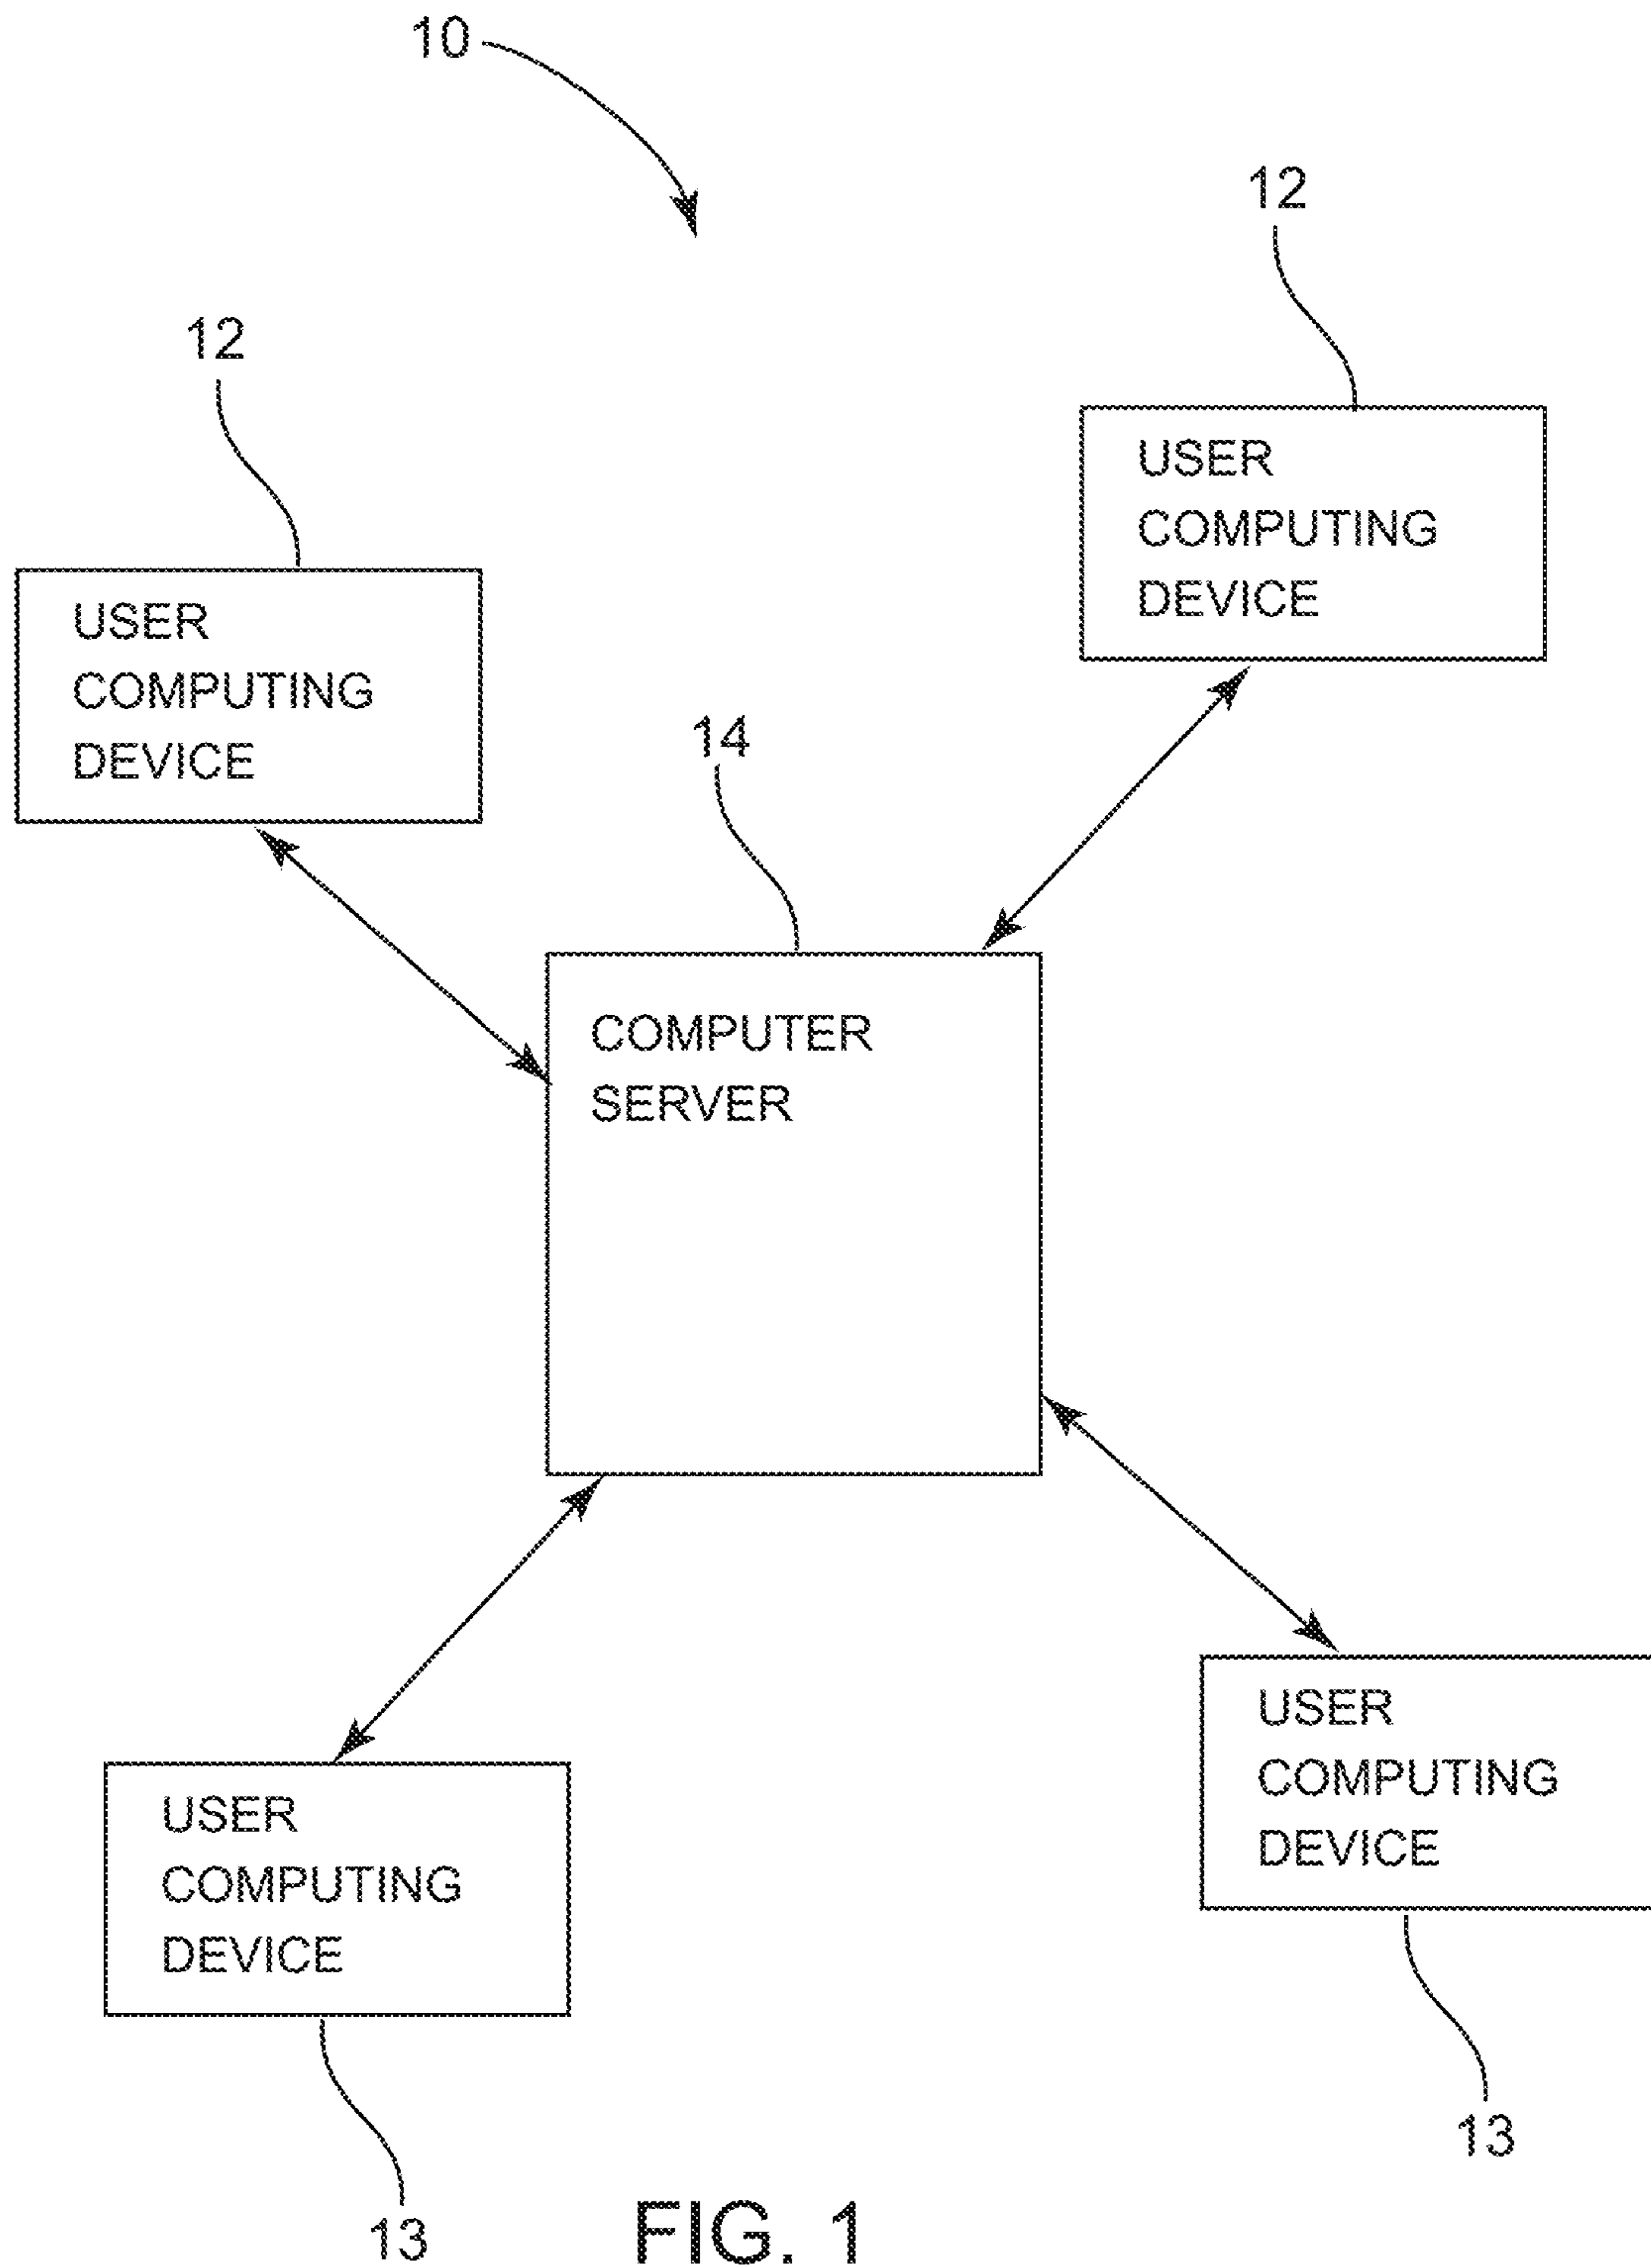 10
12
12
USER
COMPUTING
DEVICE
USER
COMPUTING
DEVICE
14
COMPUTER
SERVER
USER
COMPUTING
DEVICE
USER
COMPUTING
DEVICE
13
13
FIG. 1